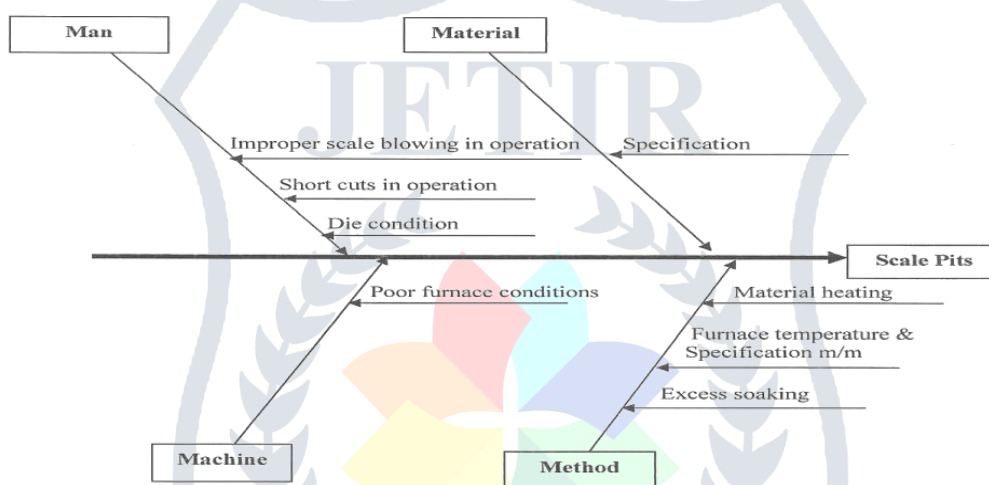 Man
Material
JETIR
Improper scale blowing in operation
Specification
Short cuts in operation
Die condition
Scale Pits
Poor furnace conditions
Material heating
Furnace temperature &
Specification m/m
Excess soaking
Machine
Method